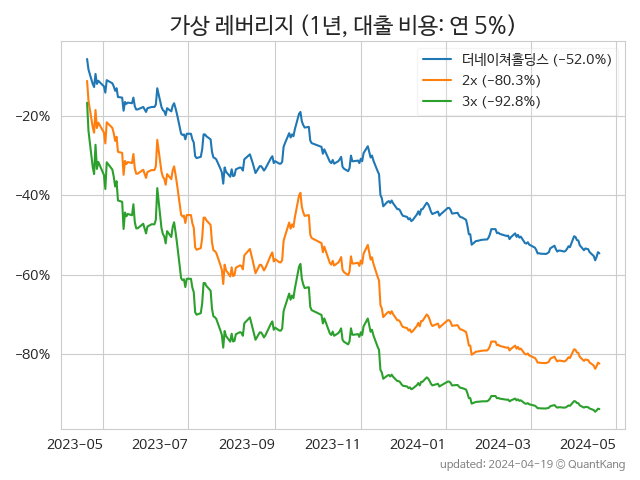 가상 레버리지 (1년, 대출 비용: 연 5%)
더네이쳐홀딩스 (−52.0%)
2x (−80.3%)
3x (−92.8%)
−20%
−40%
−60%
−80%
2023-05 2023-07 2023-09 2023-11 2024-01 2024-03 2024-05
updated: 2024-04-19 © QuantKang